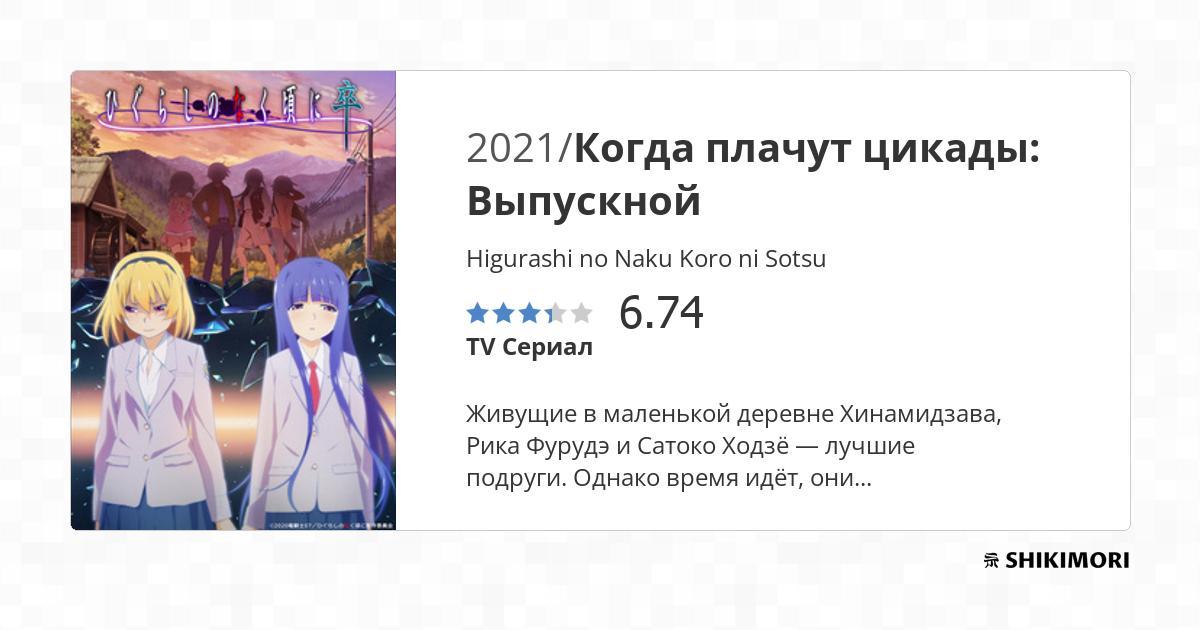 ひぐらしのなく頃に 卒
2021/Когда плачут цикады:
Выпускной
Higurashi no Naku Koro ni Sotsu
6.74
TV Сериал
Живущие в маленькой деревне Хинамидзава,
Рика Фурудэ и Сатоко Ходзё — лучшие
подруги. Однако время идёт, они...
©2020竜騎士07／ひぐらしのなく頃に製作委員会
SHIKIMORI